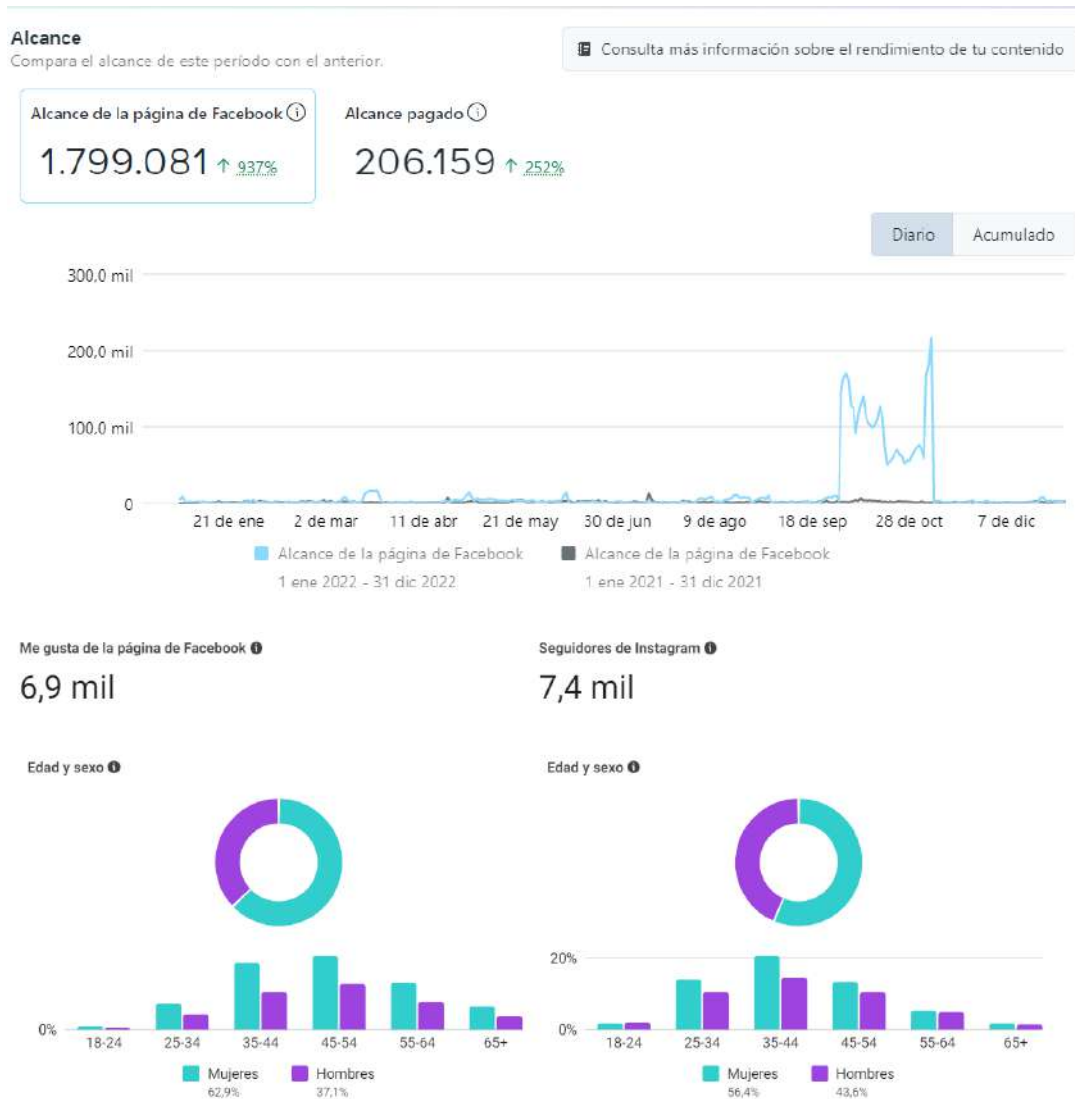 Alcance
Compara el alcance de este período con el anterior.
Consulta más información sobre el rendimiento de tu contenido
Alcance de la página de Facebook
Alcance pagado
1.799.081 ↑ 937%
206.159 ↑ 252%
Diario Acumulado
300,0 mil
200,0 mil
100,0 mil
0
21 de ene 2 de mar 11 de abr 21 de may 30 de jun 9 de ago 18 de sep 28 de oct 7 de dic
Alcance de la página de Facebook Alcance de la página de Facebook
1 ene 2022 - 31 dic 2022 1 ene 2021 - 31 dic 2021
Me gusta de la página de Facebook
6,9 mil
Seguidores de Instagram
7,4 mil
Edad y sexo
0%
18-24 25-34 35-44 45-54 55-64 65+
Mujeres Hombres
62,9% 37,1%
Edad y sexo
20%
0%
18-24 25-34 35-44 45-54 55-64 65+
Mujeres Hombres
56,4% 43,6%